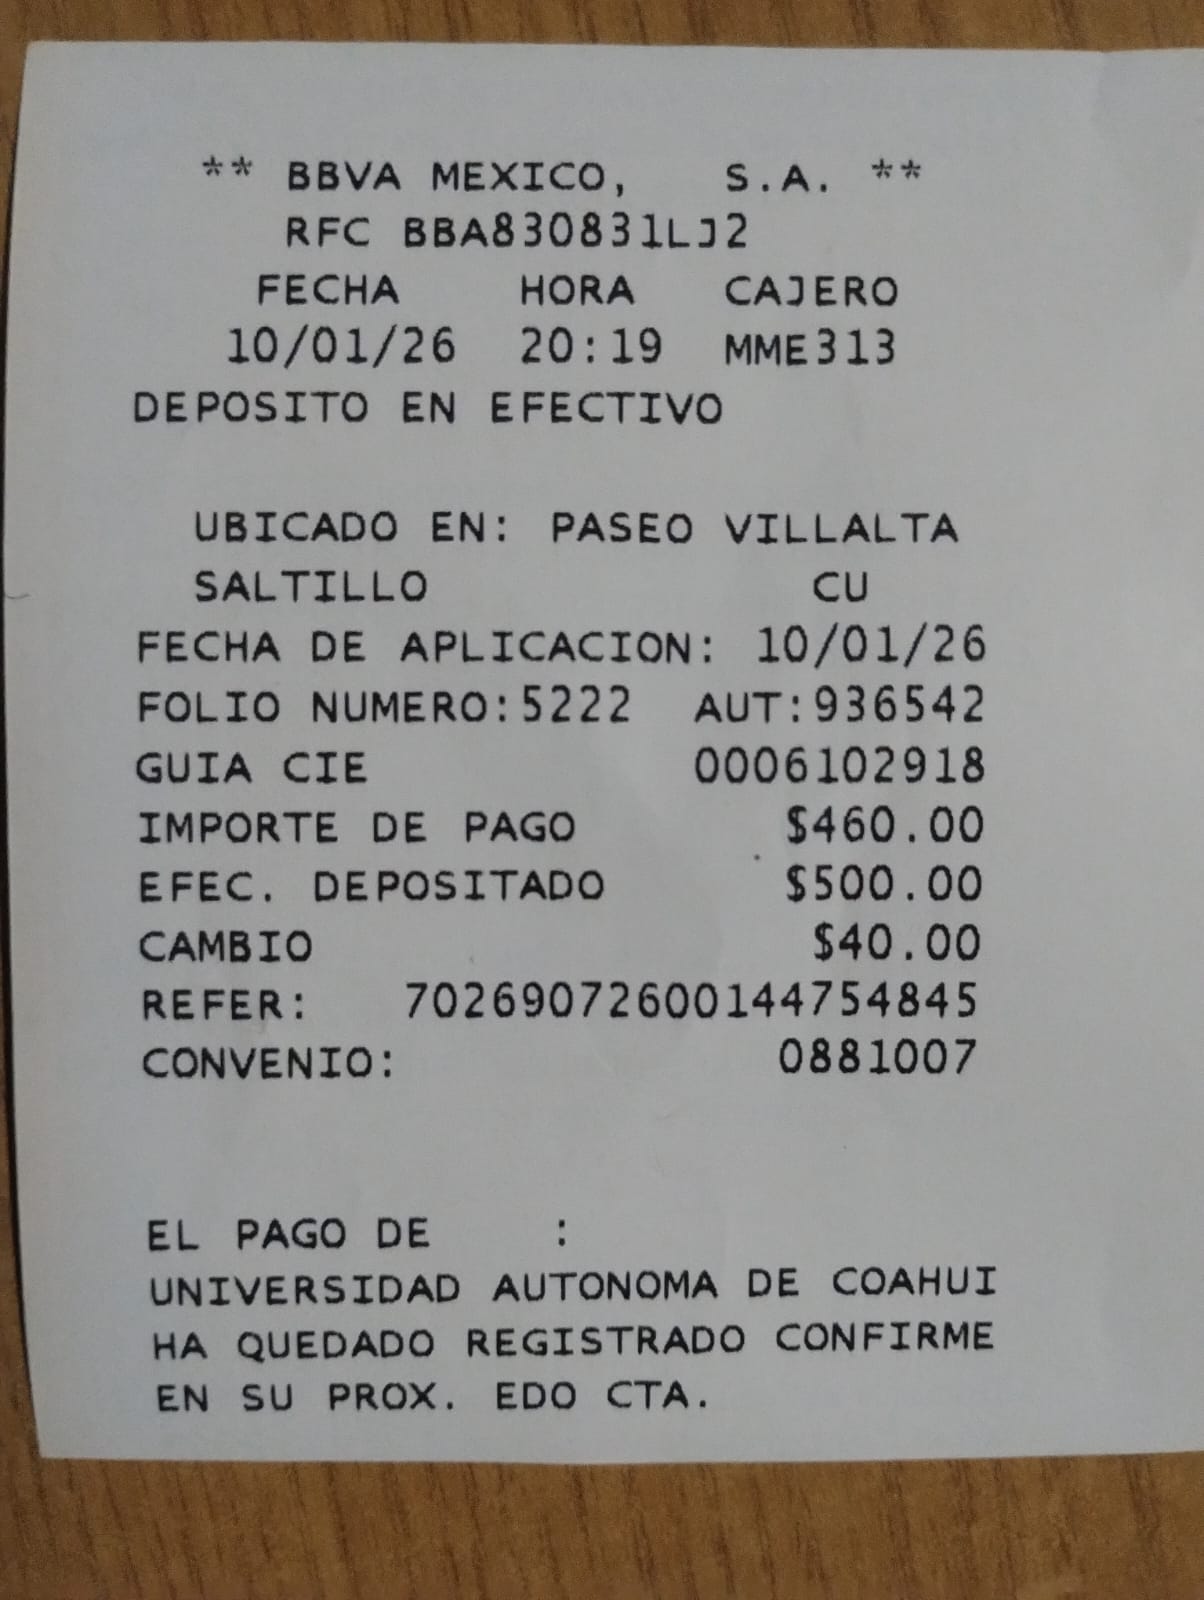 ** BBVA MEXICO, S.A. **
RFC BBA830831LJ2
FECHA HORA CAJERO
10/01/26 20:19 MME313
DEPOSITO EN EFECTIVO
UBICADO EN: PASEO VILLALTA
SALTILLO CU
FECHA DE APLICACION: 10/01/26
FOLIO NUMERO:5222 AUT:936542
GUIA CIE 0006102918
IMPORTE DE PAGO $460.00
EFEC. DEPOSITADO $500.00
CAMBIO $40.00
REFER: 70269072600144754845
CONVENIO: 0881007
EL PAGO DE :
UNIVERSIDAD AUTONOMA DE COAHUI
HA QUEDADO REGISTRADO CONFIRME
EN SU PROX. EDO CTA.